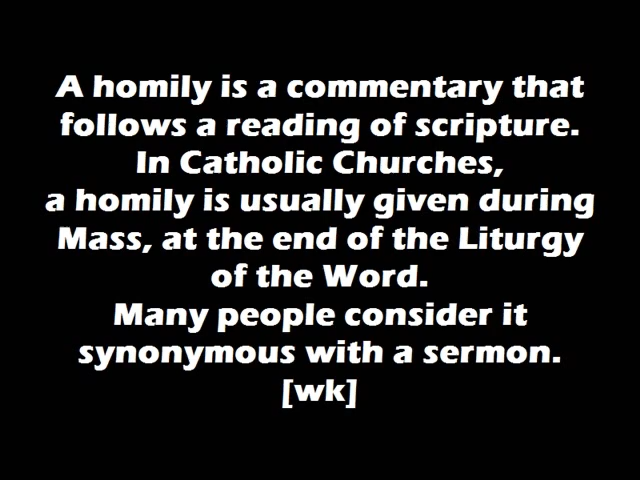 A homily is a commentary that
follows a reading of scripture.
In Catholic Churches,
a homily is usually given during
Mass, at the end of the Liturgy
of the Word.
Many people consider it
synonymous with a sermon.
[wk]